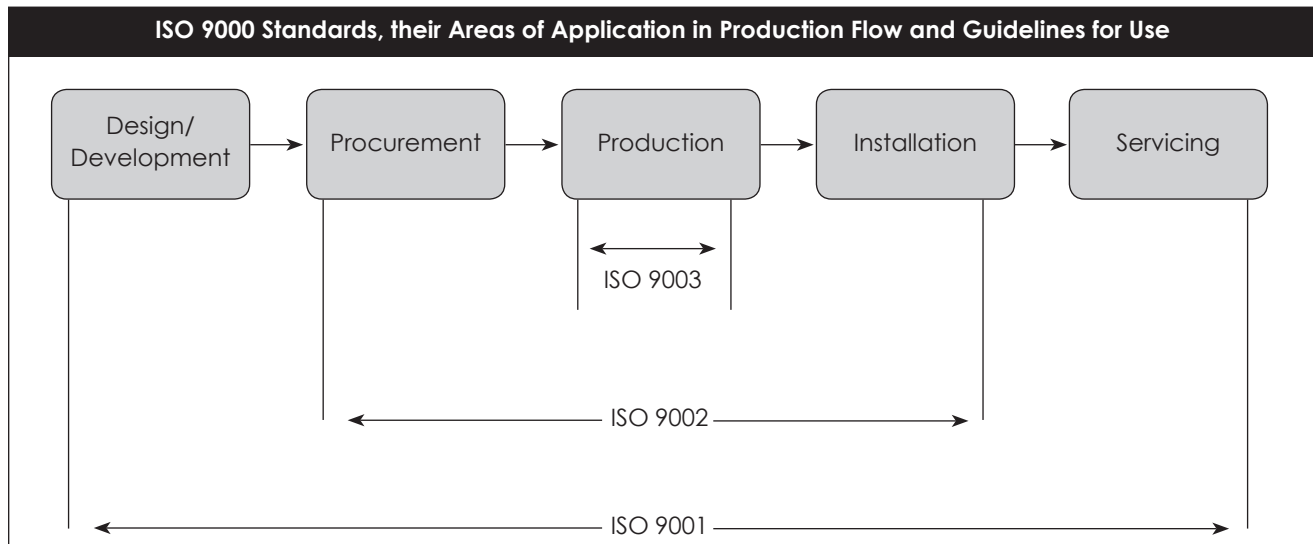 ISO 9000 Standards, their Areas of Application in Production Flow and Guidelines for Use
Design/
Development
Procurement
Production
Installation
Servicing
ISO 9003
ISO 9002
ISO 9001